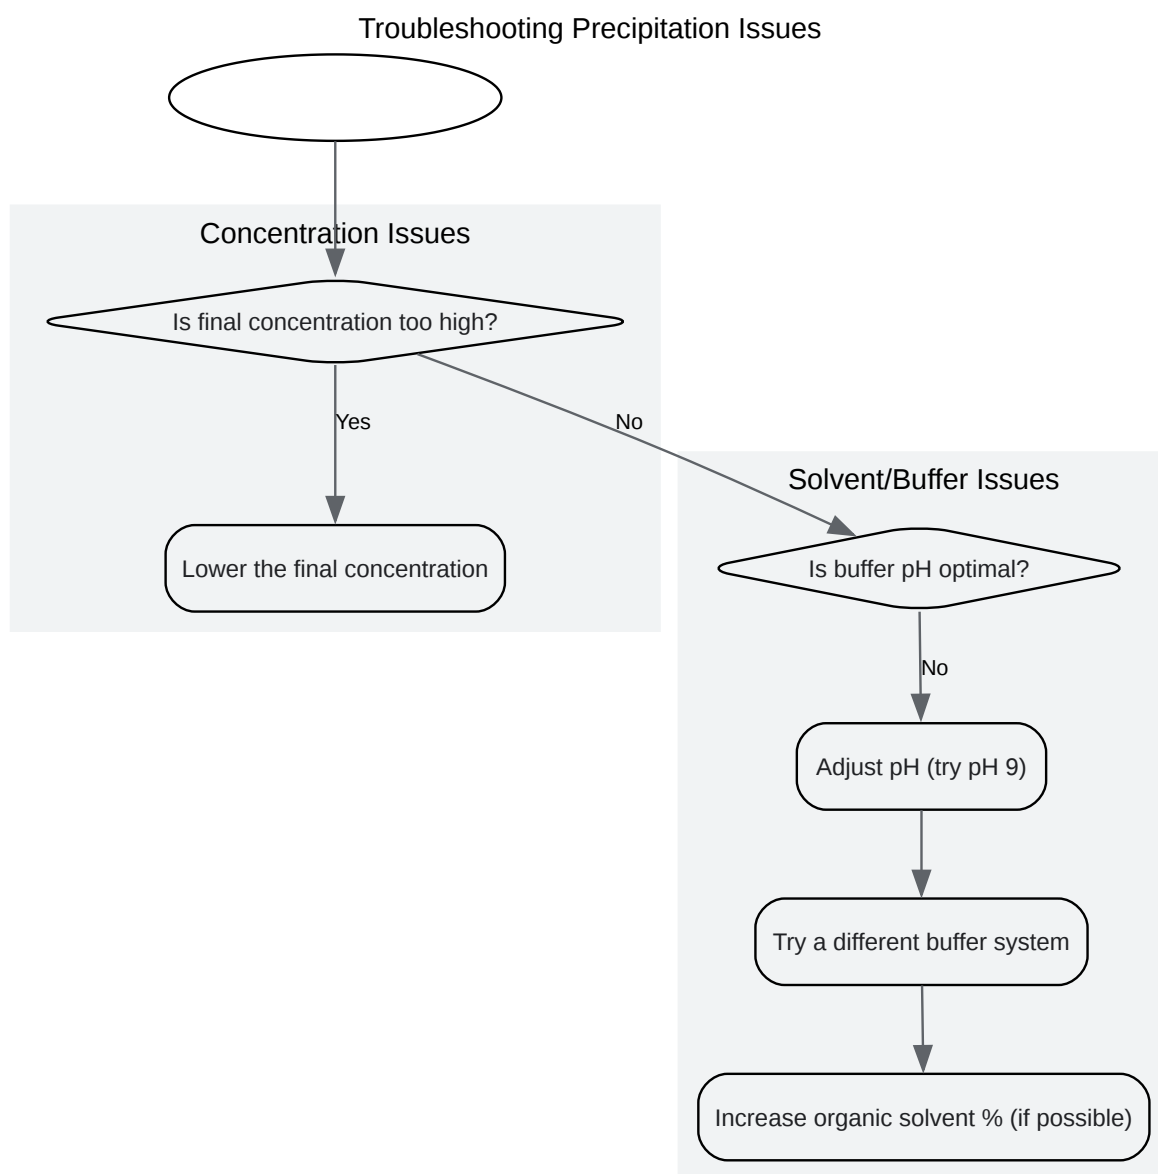 Troubleshooting Precipitation Issues
Concentration Issues
Is final concentration too high?
Yes
No
Lower the final concentration
Solvent/Buffer Issues
Is buffer pH optimal?
No
Adjust pH (try pH 9)
Try a different buffer system
Increase organic solvent % (if possible)